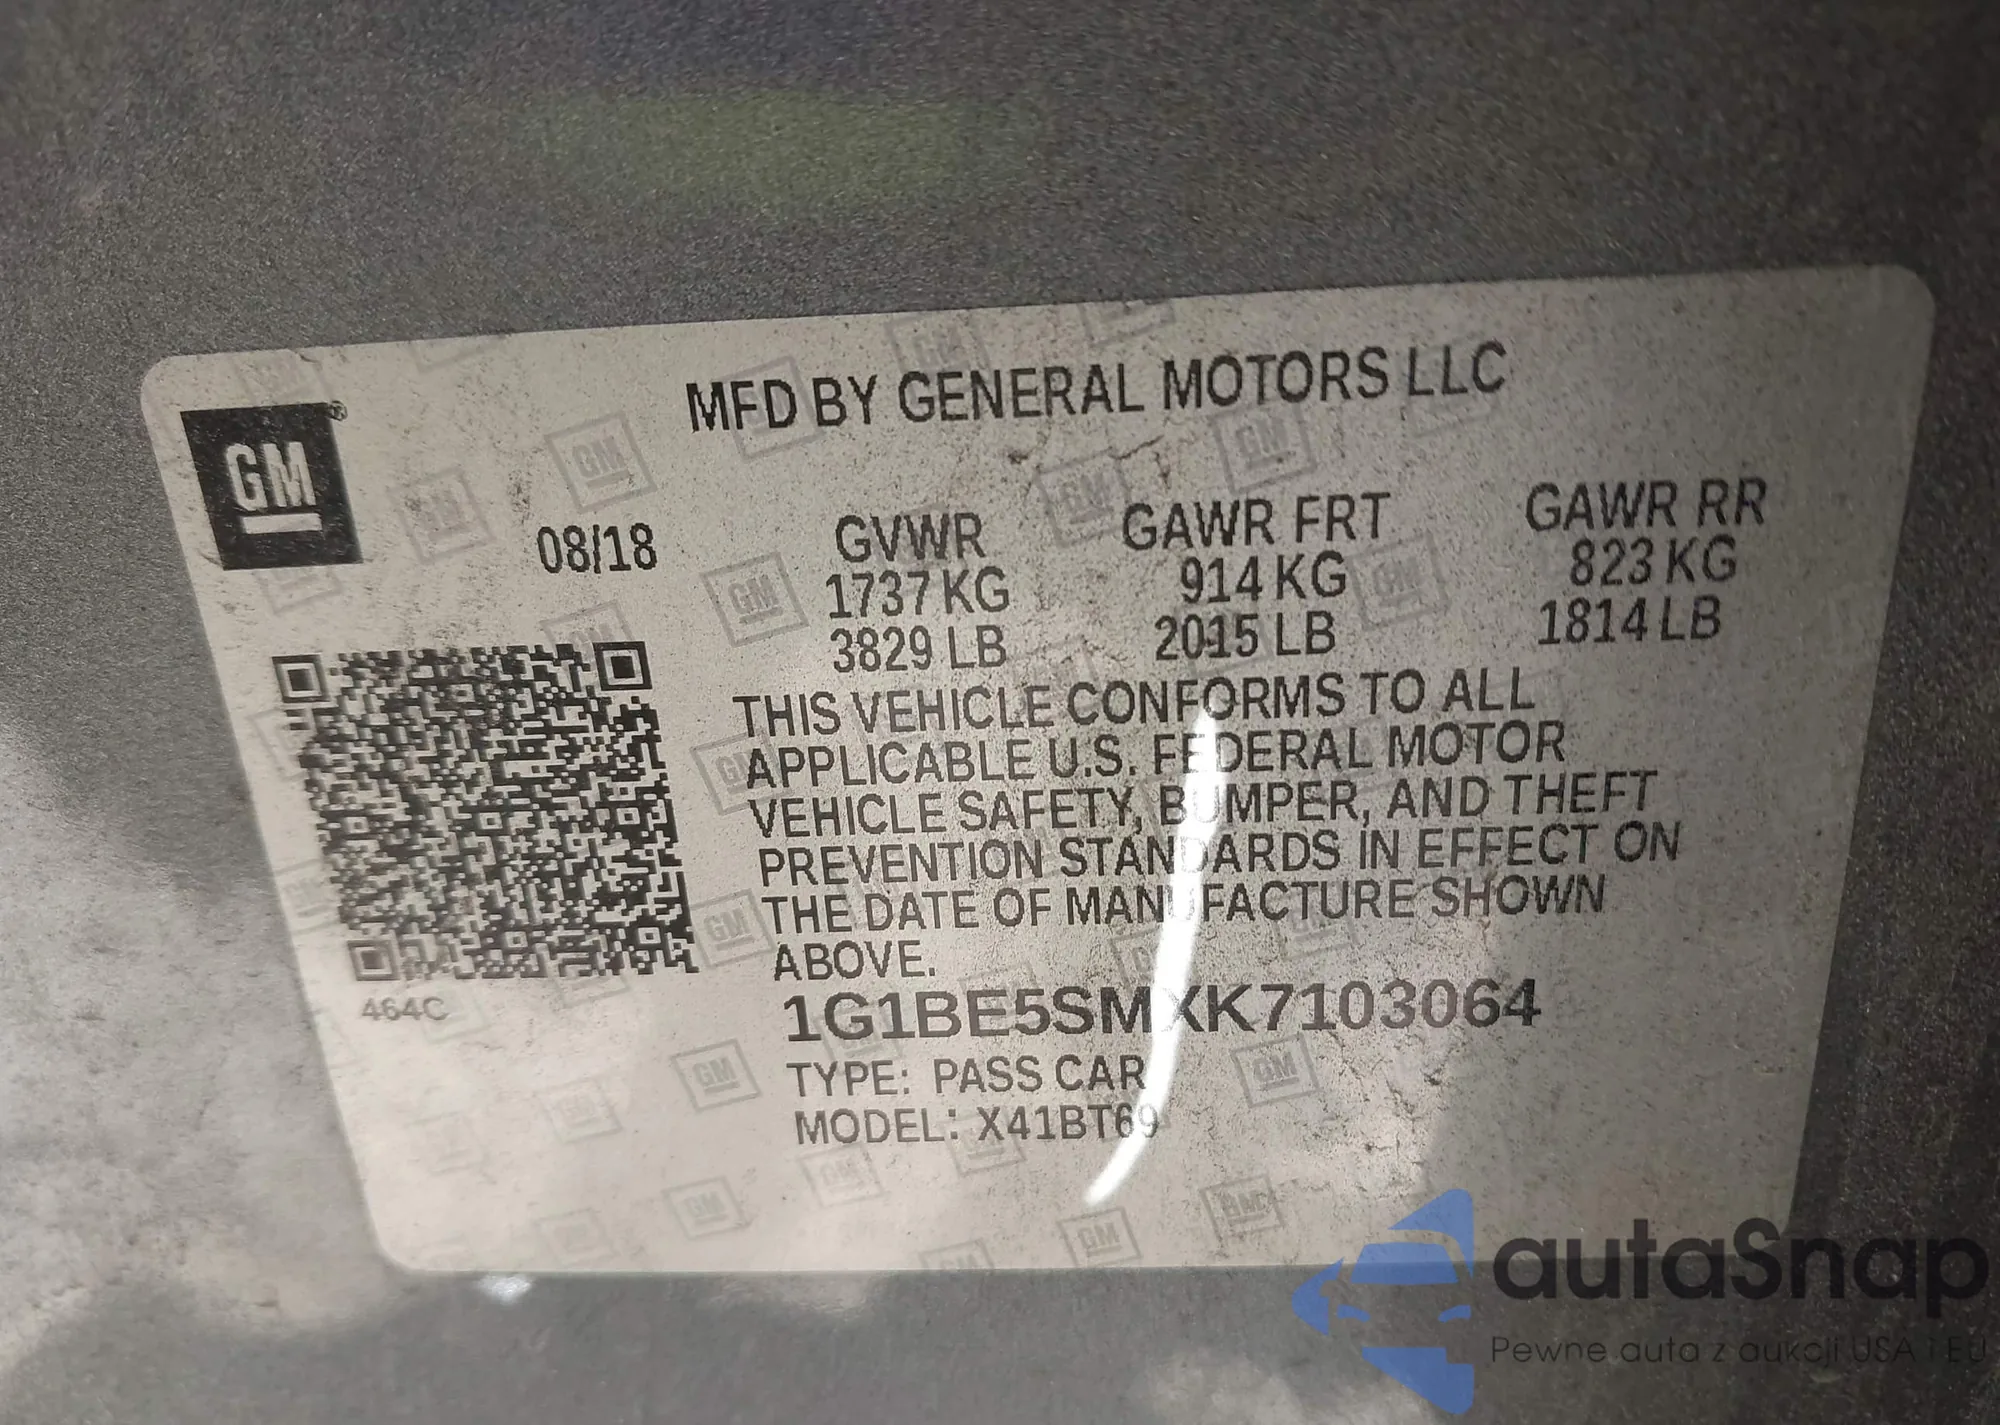 MFD BY GENERAL MOTORS LLC
GM®
08/18 GVWR GAWR FRT GAWR RR
1737 KG 914 KG 823 KG
3829 LB 2015 LB 1814 LB
THIS VEHICLE CONFORMS TO ALL
APPLICABLE U.S. FEDERAL MOTOR
VEHICLE SAFETY, BUMPER, AND THEFT
PREVENTION STANDARDS IN EFFECT ON
THE DATE OF MANUFACTURE SHOWN
ABOVE.
464C
1G1BE5SMXK7103064
TYPE: PASS CAR
MODEL: X41BT69
autaSnap
Pewne auta z aukcji USA i EU